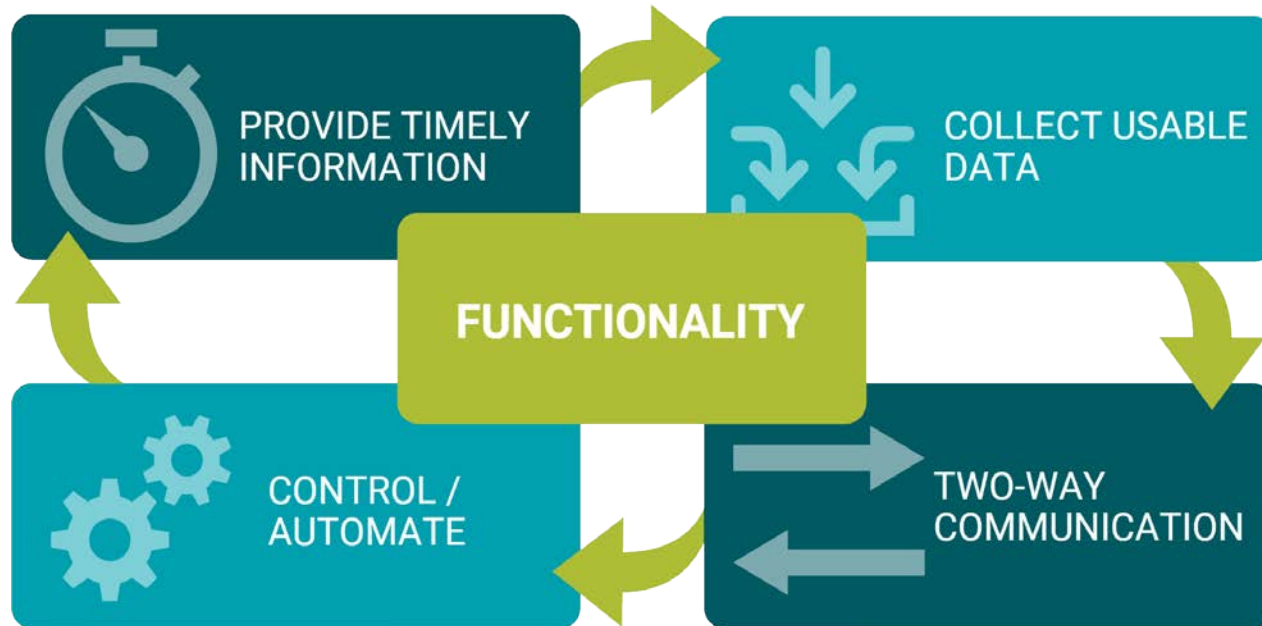 PROVIDE TIMELY
INFORMATION
COLLECT USABLE
DATA
FUNCTIONALITY
CONTROL /
AUTOMATE
TWO-WAY
COMMUNICATION